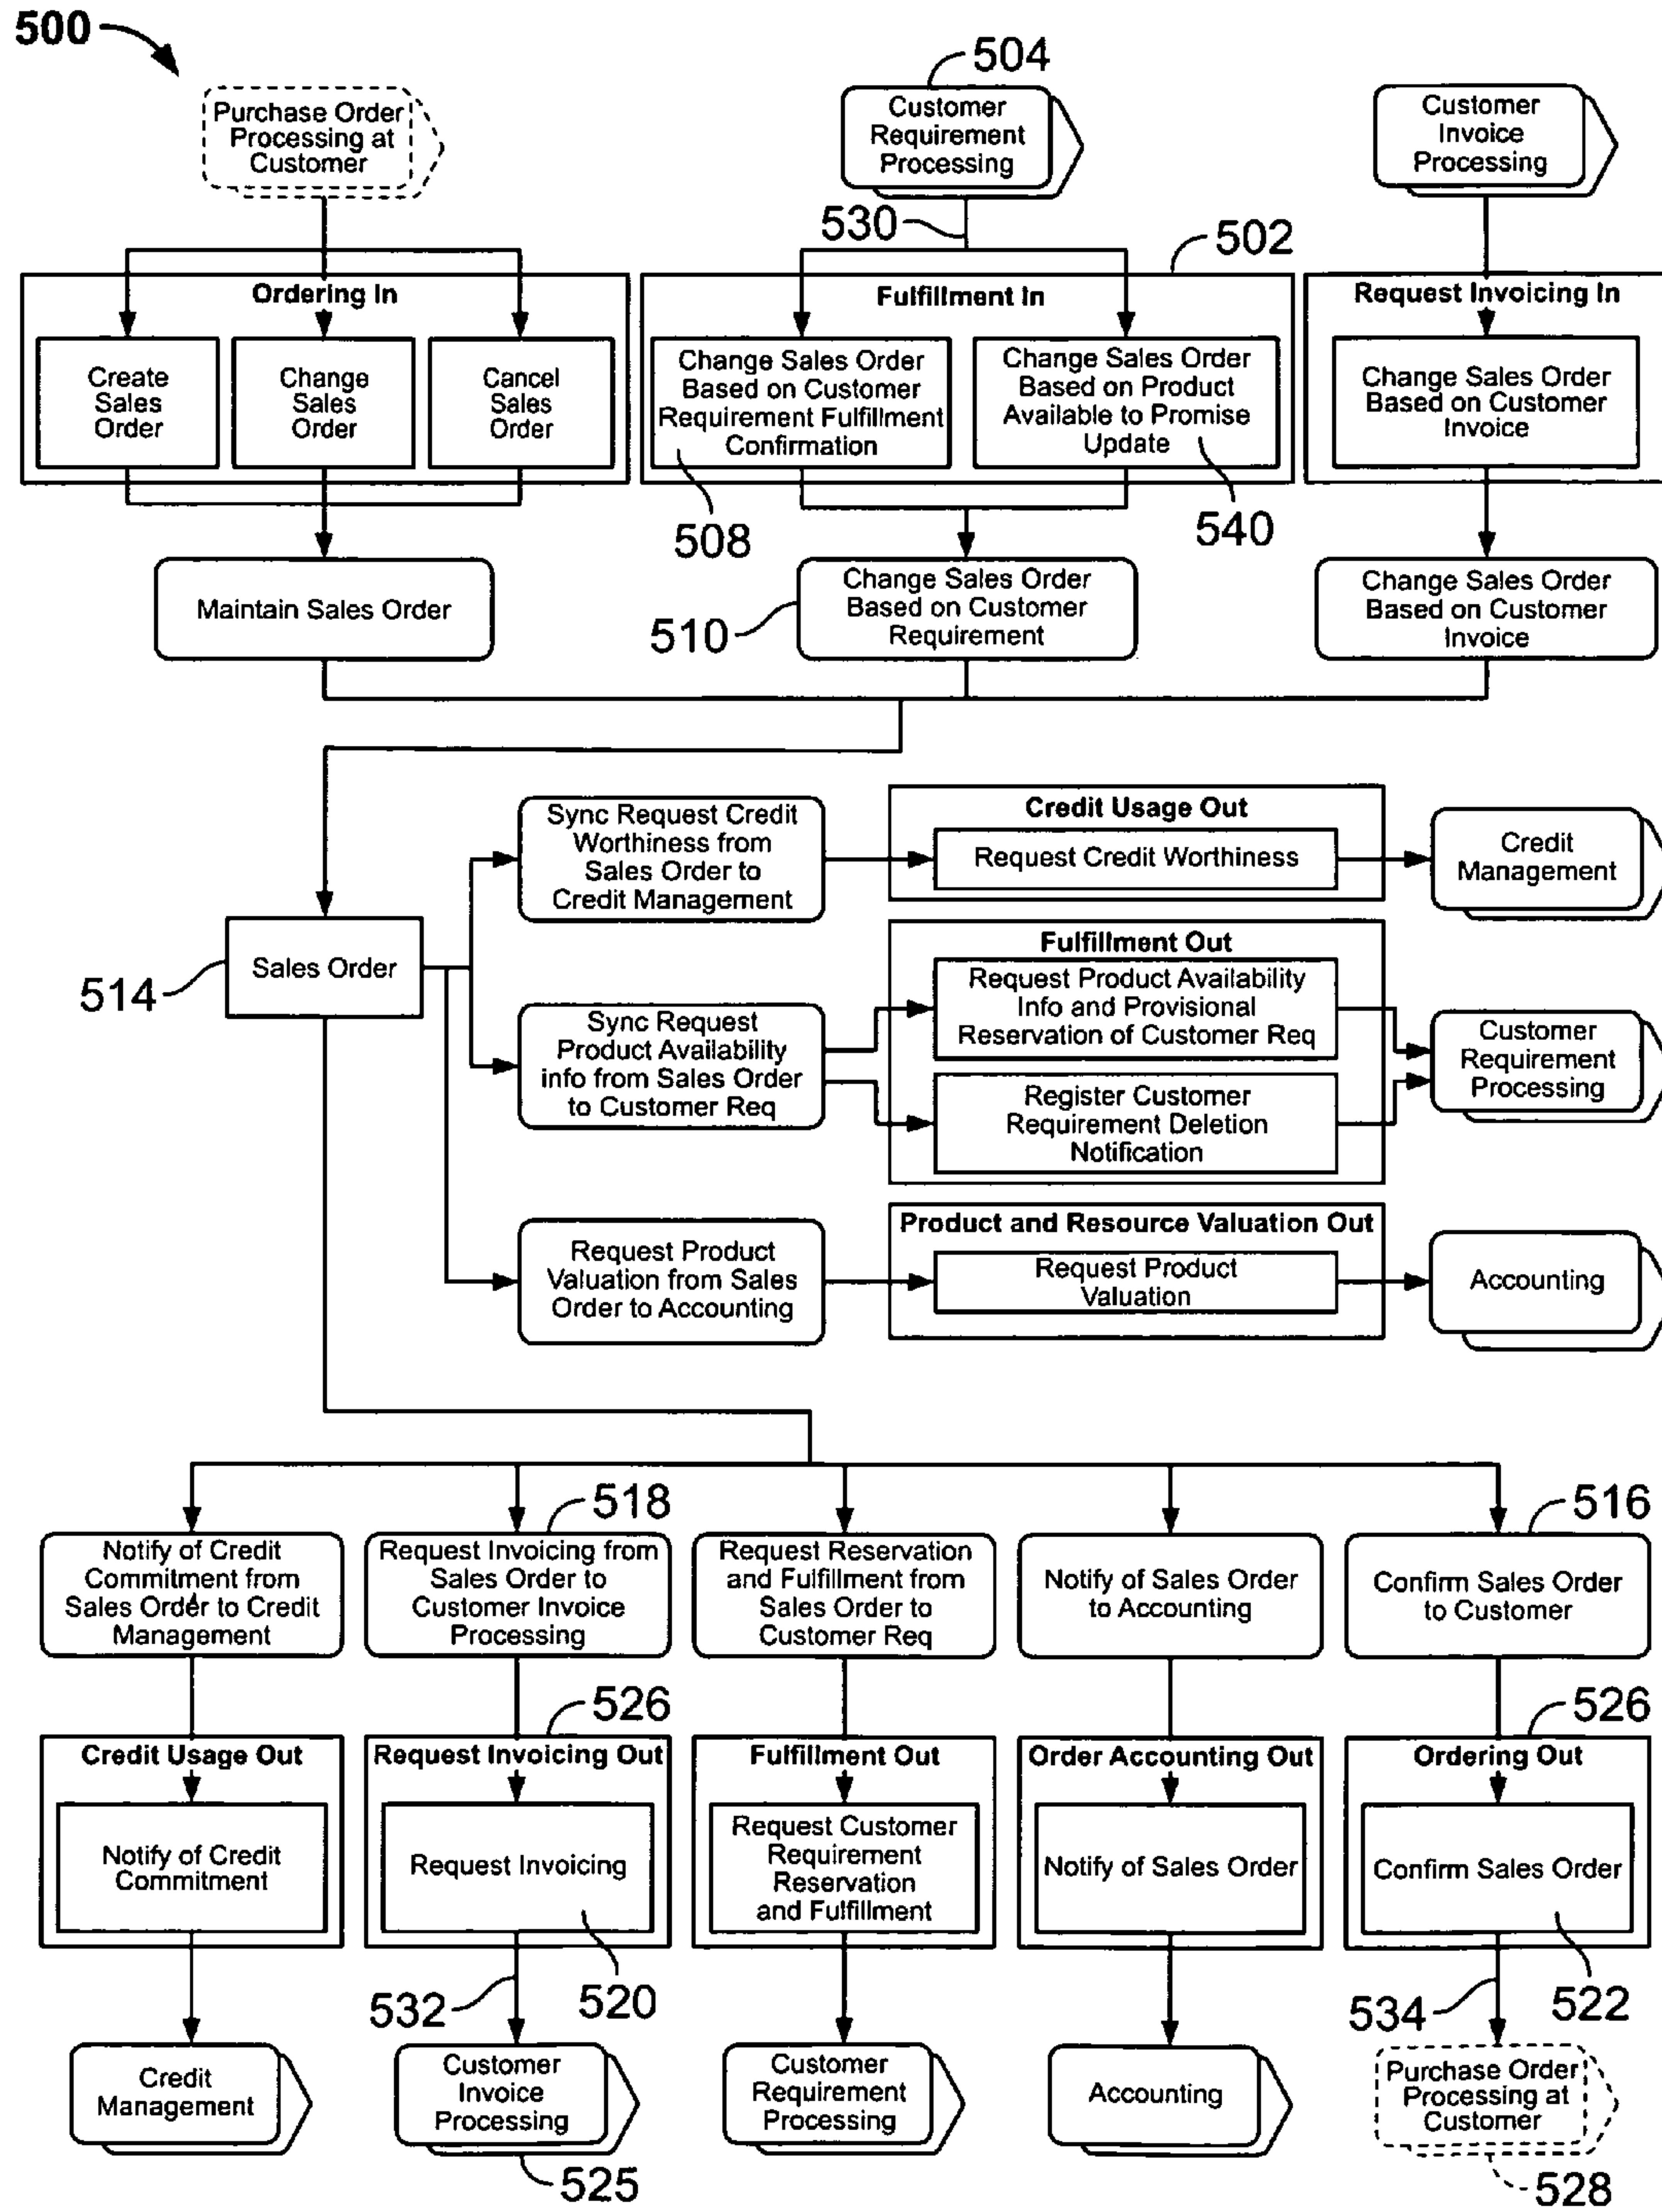 500
504
Purchase Order
Processing at
Customer
Customer
Requirement
Processing
Customer
Invoice
Processing
530
502
Ordering In
Create
Sales
Order
Change
Sales
Order
Cancel
Sales
Order
Fulfillment In
Change Sales Order
Based on Customer
Requirement Fulfillment
Confirmation
Change Sales Order
Based on Product
Available to Promise
Update
Request Invoicing In
Change Sales Order
Based on Customer
Invoice
508
540
Maintain Sales Order
510
Change Sales Order
Based on Customer
Requirement
Change Sales Order
Based on Customer
Invoice
Sync Request Credit
Worthiness from
Sales Order to
Credit Management
Credit Usage Out
Request Credit Worthiness
Credit
Management
514
Sales Order
Sync Request
Product Availability
info from Sales Order
to Customer Req
Fulfillment Out
Request Product Availability
Info and Provisional
Reservation of Customer Req
Register Customer
Requirement Deletion
Notification
Customer
Requirement
Processing
Request Product
Valuation from Sales
Order to Accounting
Product and Resource Valuation Out
Request Product
Valuation
Accounting
518
516
Notify of Credit
Commitment from
Sales Order to Credit
Management
Request Invoicing from
Sales Order to
Customer Invoice
Processing
Request Reservation
and Fulfillment from
Sales Order to
Customer Req
Notify of Sales Order
to Accounting
Confirm Sales Order
to Customer
526
526
Credit Usage Out
Notify of Credit
Commitment
Request Invoicing Out
Request Invoicing
Fulfillment Out
Request Customer
Requirement
Reservation
and Fulfillment
Order Accounting Out
Notify of Sales Order
Ordering Out
Confirm Sales Order
532
520
534
522
Credit
Management
Customer
Invoice
Processing
Customer
Requirement
Processing
Accounting
Purchase Order
Processing at
Customer
525
528